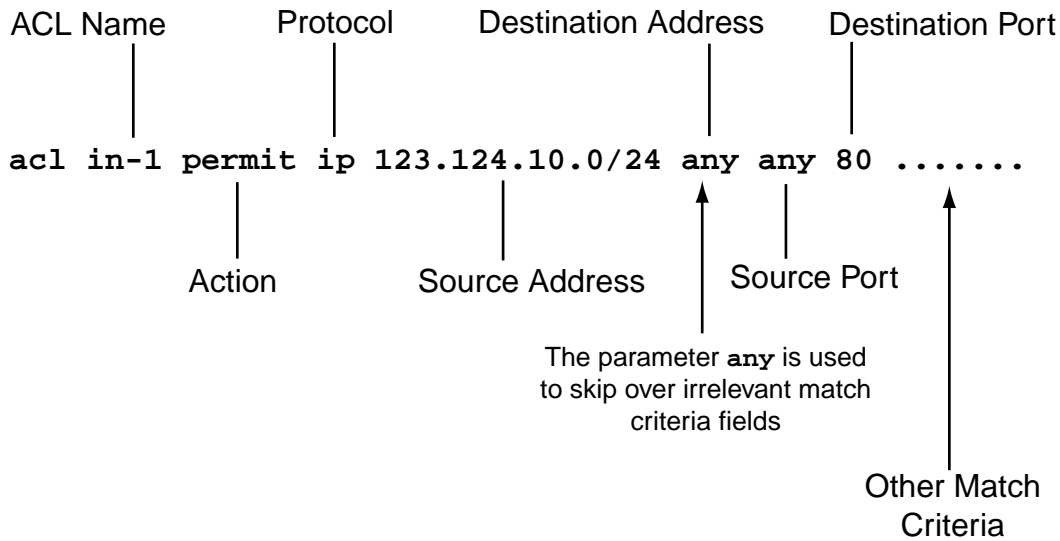 ACL Name Protocol Destination Address Destination Port
acl in-1 permit ip 123.124.10.0/24 any any 80 .......
Action Source Address Source Port
The parameter any is used
to skip over irrelevant match
criteria fields
Other Match
Criteria